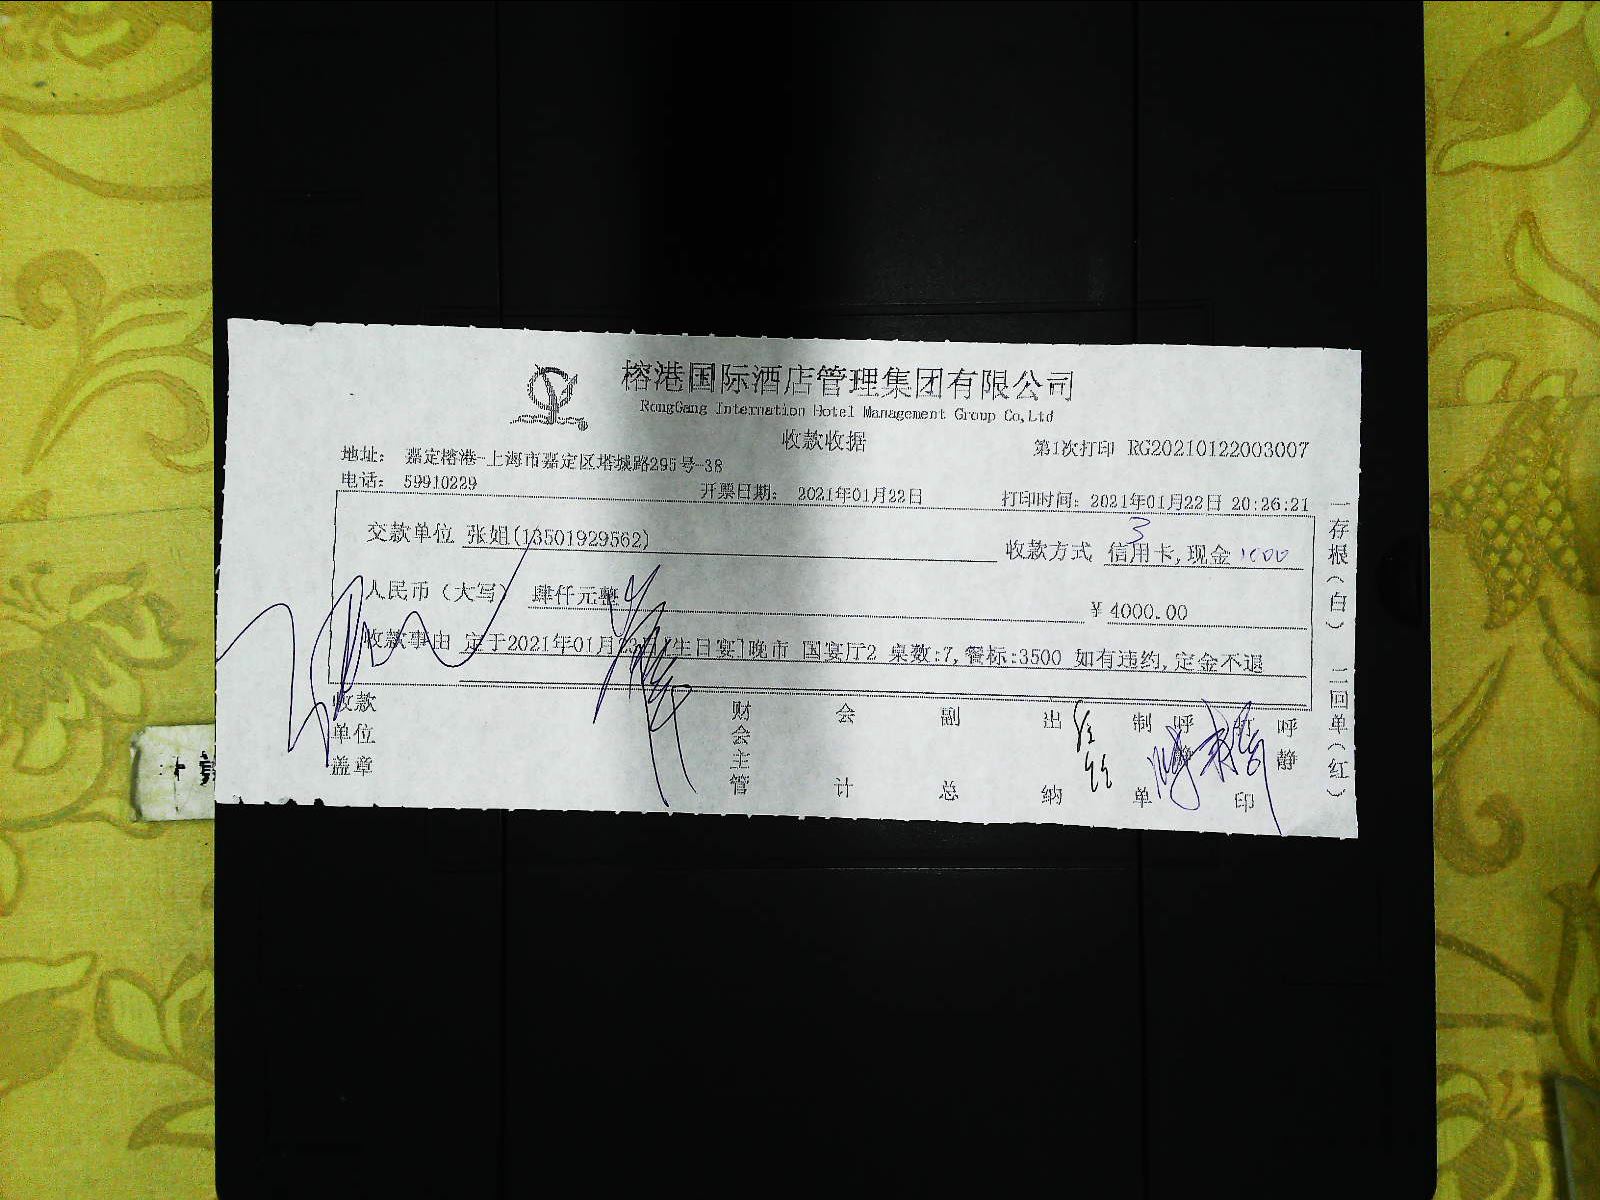 榕港国际酒店管理集团有限公司
RongGang Internation Hotel Management Group Co,Ltd
收款收据
第1次打印 RG20210122003007
地址： 嘉定榕港-上海市嘉定区塔城路295号-38
电话： 59910229
开票日期： 2021年01月22日
打印时间：2021年01月22日 20:26:21
交款单位 张姐(13501929562)
3
收款方式 信用卡,现金 1000
人民币（大写） 肆仟元整
￥4000.00
收款事由 定于2021年01月23日[生日宴]晚市 国宴厅2 桌数:7,餐标:3500 如有违约,定金不退
收款单位盖章
财会主管
会计
副总
出纳
制单
呼静
打印
呼静
一存根（白） 二回单（红）